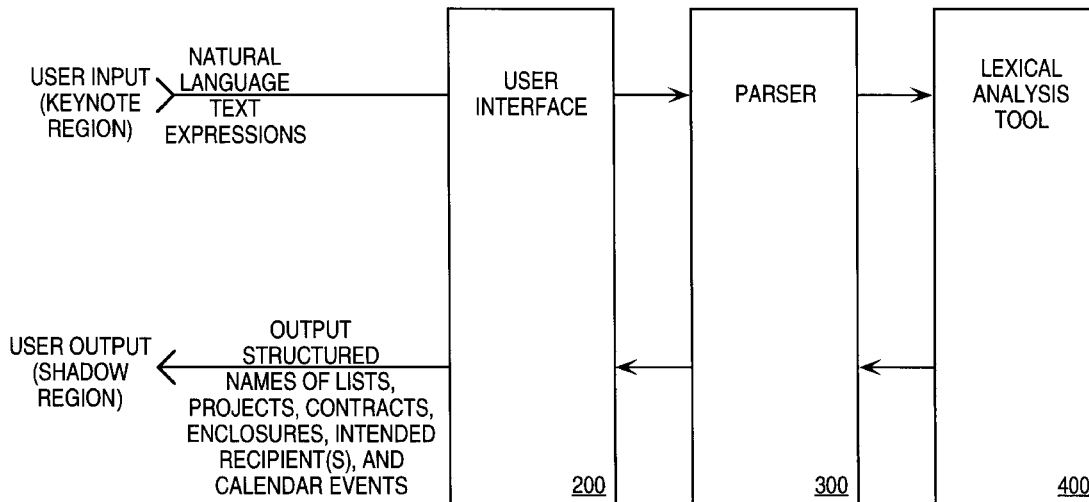 USER INPUT
(KEYNOTE
REGION)
NATURAL
LANGUAGE
TEXT
EXPRESSIONS
USER
INTERFACE
PARSER
LEXICAL
ANALYSIS
TOOL
USER OUTPUT
(SHADOW
REGION)
OUTPUT
STRUCTURED
NAMES OF LISTS,
PROJECTS, CONTRACTS,
ENCLOSURES, INTENDED
RECIPIENT(S), AND
CALENDAR EVENTS
200
300
400